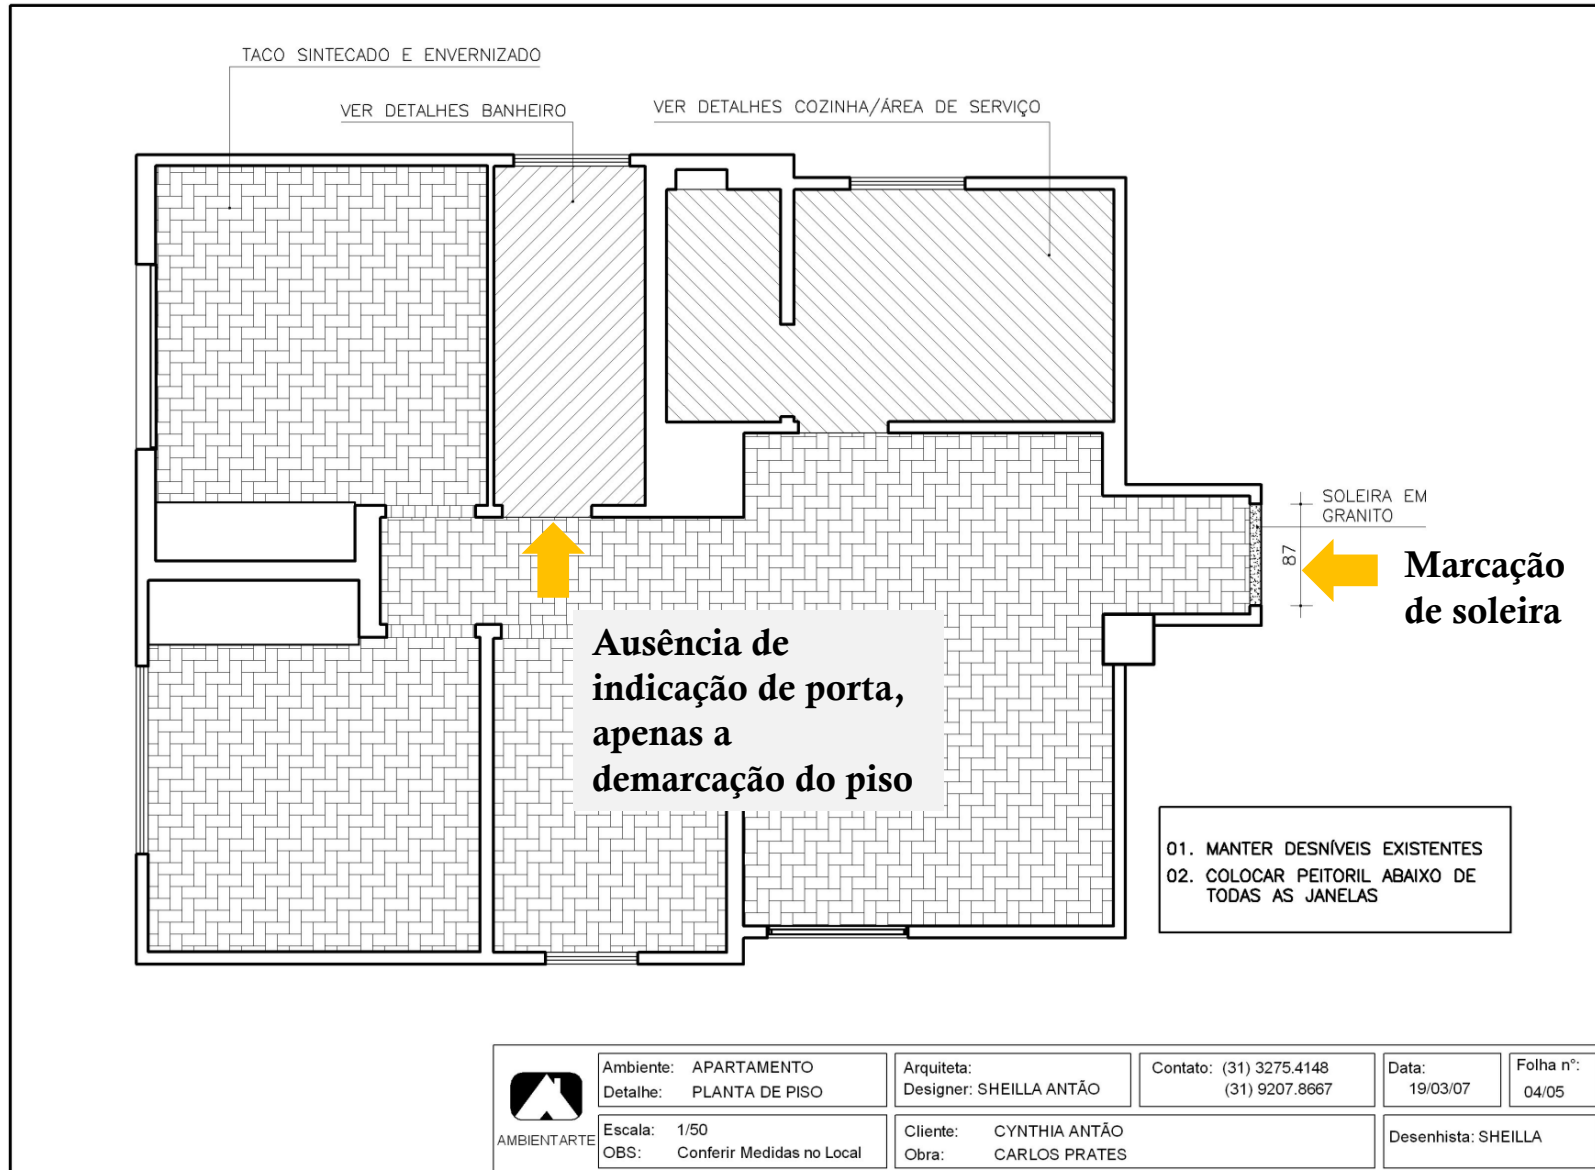 TACO SINTECADO E ENVERNIZADO
VER DETALHES BANHEIRO
VER DETALHES COZINHA/ÁREA DE SERVIÇO
SOLEIRA EM
GRANITO
87
Marcação
de soleira
Ausência de
indicação de porta,
apenas a
demarcação do piso
01. MANTER DESNÍVEIS EXISTENTES
02. COLOCAR PEITORIL ABAIXO DE
TODAS AS JANELAS
AMBIENTARTE
Ambiente: APARTAMENTO
Detalhe: PLANTA DE PISO
Arquiteta:
Designer: SHEILLA ANTÃO
Contato: (31) 3275.4148
(31) 9207.8667
Data:
19/03/07
Folha n°:
04/05
Escala: 1/50
OBS: Conferir Medidas no Local
Cliente: CYNTHIA ANTÃO
Obra: CARLOS PRATES
Desenhista: SHEILLA